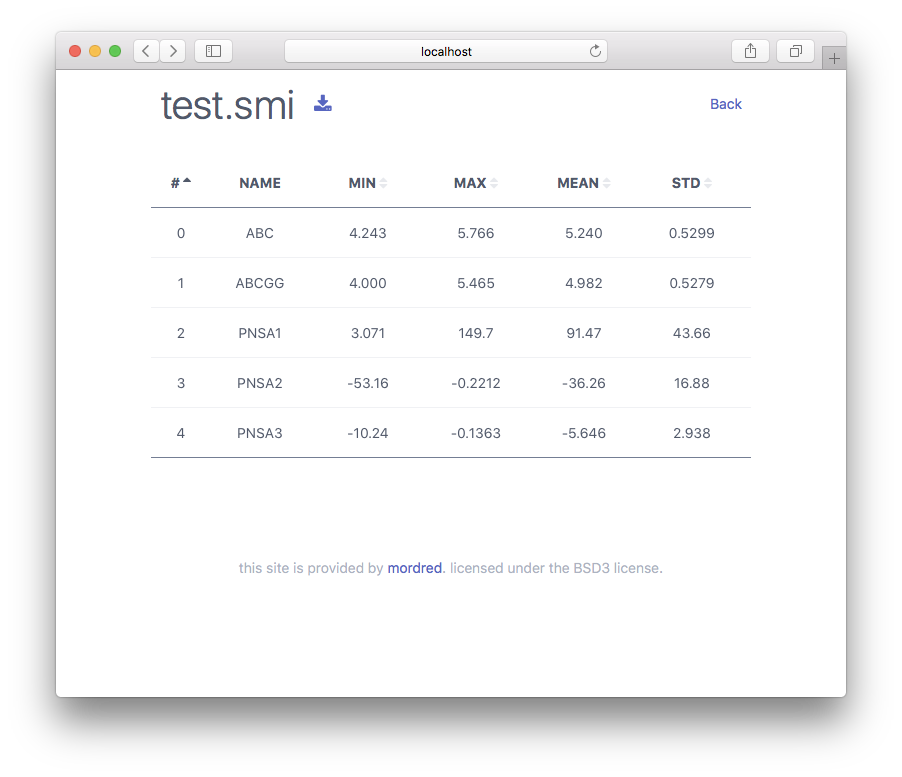 localhost
test.smi
Back
# NAME MIN MAX MEAN STD
0 ABC 4.243 5.766 5.240 0.5299
1 ABCGG 4.000 5.465 4.982 0.5279
2 PNSA1 3.071 149.7 91.47 43.66
3 PNSA2 -53.16 -0.2212 -36.26 16.88
4 PNSA3 -10.24 -0.1363 -5.646 2.938
this site is provided by mordred. licensed under the BSD3 license.